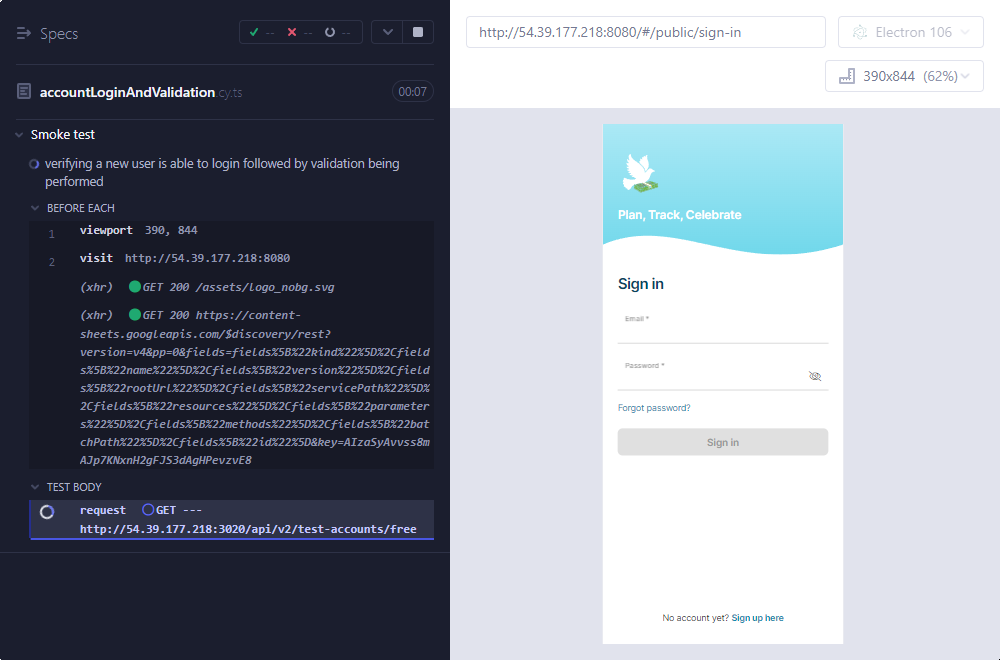 Specs
-- -- --
accountLoginAndValidation.cy.ts
00:07
Smoke test
verifying a new user is able to login followed by validation being
performed
BEFORE EACH
1 viewport 390, 844
2 visit http://54.39.177.218:8080
(xhr) GET 200 /assets/logo_nobg.svg
(xhr) GET 200 https://content-
sheets.googleapis.com/$discovery/rest?
version=v4&pp=0&fields=fields%5B%22kind%22%5D%2Cfield
s%5B%22name%22%5D%2Cfields%5B%22version%22%5D%2Cfield
s%5B%22rootUrl%22%5D%2Cfields%5B%22servicePath%22%5D%
2Cfields%5B%22resources%22%5D%2Cfields%5B%22parameter
s%22%5D%2Cfields%5B%22methods%22%5D%2Cfields%5B%22ba
tchPath%22%5D%2Cfields%5B%22id%22%5D&key=AIzaSyAvvss8m
AJp7KNxnH2gFJS3dAgHPevzvE8
TEST BODY
request GET ---
http://54.39.177.218:3020/api/v2/test-accounts/free
http://54.39.177.218:8080/#/public/sign-in
Electron 106
390x844 (62%)
Plan, Track, Celebrate
Sign in
Email *
Password *
Forgot password?
Sign in
No account yet? Sign up here